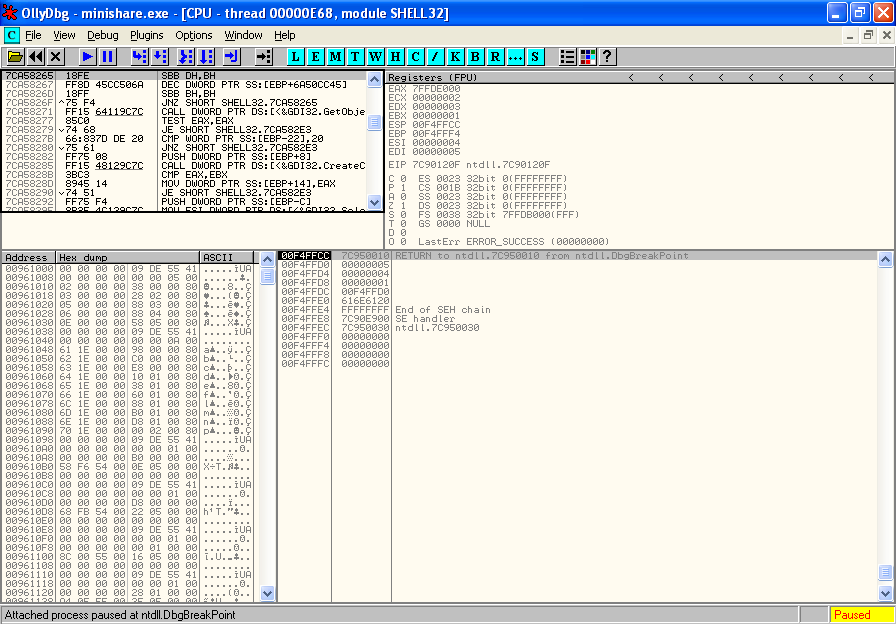 OllyDbg - minishare.exe - [CPU - thread 00000E68, module SHELL32]
C File View Debug Plugins Options Window Help
L E M T W H C / K B R ... S ?
7CA58265 18FE SBB DH,BH
7CA58267 FF8D 45CC506A DEC DWORD PTR SS:[EBP+6A50CC45]
7CA5826D 18FF SBB BH,BH
7CA5826F ^75 F4 JNZ SHORT SHELL32.7CA58265
7CA58271 FF15 64119C7C CALL DWORD PTR DS:[<&GDI32.GetObje
7CA58277 85C0 TEST EAX,EAX
7CA58279 74 68 JE SHORT SHELL32.7CA582E3
7CA5827B 66:837D DE 20 CMP WORD PTR SS:[EBP-22],20
7CA58280 75 61 JNZ SHORT SHELL32.7CA582E3
7CA58282 FF75 08 PUSH DWORD PTR SS:[EBP+8]
7CA58285 FF15 48129C7C CALL DWORD PTR DS:[<&GDI32.CreateC
7CA5828B 3BC3 CMP EAX,EBX
7CA5828D 8945 14 MOV DWORD PTR SS:[EBP+14],EAX
7CA58290 74 51 JE SHORT SHELL32.7CA582E3
7CA58292 FF75 F4 PUSH DWORD PTR SS:[EBP-C]
Registers (FPU) < < < < < < < < <
EAX 7FFDE000
ECX 00000002
EDX 00000003
EBX 00000001
ESP 00F4FFCC
EBP 00F4FFF4
ESI 00000004
EDI 00000005
EIP 7C90120F ntdll.7C90120F
C 0 ES 0023 32bit 0(FFFFFFFF)
P 1 CS 001B 32bit 0(FFFFFFFF)
A 0 SS 0023 32bit 0(FFFFFFFF)
Z 1 DS 0023 32bit 0(FFFFFFFF)
S 0 FS 0038 32bit 7FFDB000(FFF)
T 0 GS 0000 NULL
D 0
O 0 LastErr ERROR_SUCCESS (00000000)
Address Hex dump ASCII
00961000 00 00 00 00 09 DE 55 41
00961008 00 00 00 00 00 00 05 00
00961010 02 00 00 00 38 00 00 80
00961018 03 00 00 00 28 02 00 80
00961020 05 00 00 00 88 03 00 80
00961028 06 00 00 00 88 04 00 80
00961030 0E 00 00 00 58 05 00 80
00961038 00 00 00 00 09 DE 55 41
00961040 00 00 00 00 00 00 0A 00
00961048 61 1E 00 00 98 00 00 80
00961050 62 1E 00 00 C0 00 00 80
00961058 63 1E 00 00 E8 00 00 80
00961060 64 1E 00 00 10 01 00 80
00961068 65 1E 00 00 38 01 00 80
00961070 66 1E 00 00 60 01 00 80
00961078 6C 1E 00 00 88 01 00 80
00961080 6D 1E 00 00 B0 01 00 80
00961088 6E 1E 00 00 D8 01 00 80
00961090 70 1E 00 00 00 02 00 80
00961098 00 00 00 00 09 DE 55 41
009610A0 00 00 00 00 00 00 01 00
009610A8 00 00 00 00 B0 00 00 00
009610B0 58 F6 54 00 0E 05 00 00
009610B8 00 00 00 00 00 00 00 00
009610C0 00 00 00 00 09 DE 55 41
009610C8 00 00 00 00 00 00 01 00
009610D0 00 00 00 00 D8 00 00 00
009610D8 68 FB 54 00 22 05 00 00
009610E0 00 00 00 00 00 00 00 00
009610E8 00 00 00 00 09 DE 55 41
009610F0 00 00 00 00 00 00 01 00
009610F8 00 00 00 00 00 01 00 00
00961100 8C 00 55 00 16 05 00 00
00961108 00 00 00 00 00 00 00 00
00961110 00 00 00 00 09 DE 55 41
00961118 00 00 00 00 00 00 01 00
00961120 00 00 00 00 28 01 00 00
00F4FFCC 7C950010 RETURN to ntdll.7C950010 from ntdll.DbgBreakPoint
00F4FFD0 00000005
00F4FFD4 00000004
00F4FFD8 00000001
00F4FFDC 00F4FFD0
00F4FFE0 616E6120
00F4FFE4 FFFFFFFF End of SEH chain
00F4FFE8 7C90E900 SE handler
00F4FFEC 7C950030 ntdll.7C950030
00F4FFF0 00000000
00F4FFF4 00000000
00F4FFF8 00000000
00F4FFFC 00000000
Attached process paused at ntdll.DbgBreakPoint
Paused